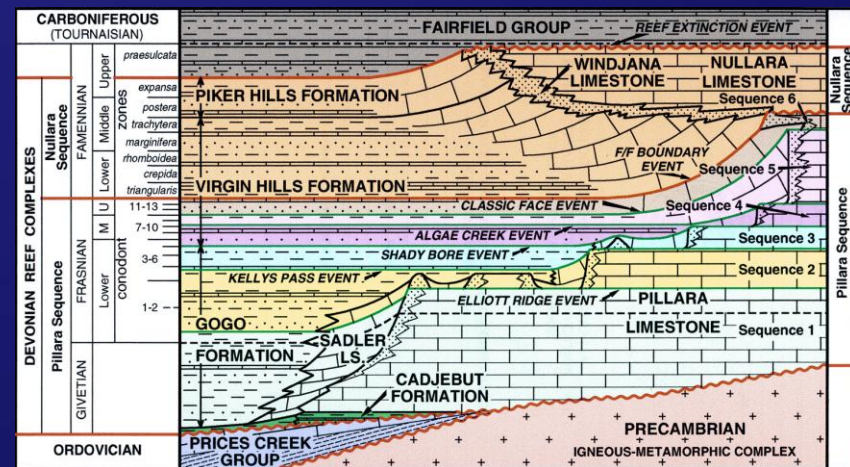 CARBONIFEROUS
(TOURNAISIAN)
FAIRFIELD GROUP
REEF EXTINCTION EVENT
DEVONIAN REEF COMPLEXES
Nullara
Sequence
Pillara Sequence
FAMENNIAN
FRASNIAN
GIVETIAN
Upper
Middle
Lower
U
M
Lower
zones
conodont
praesulcata
expansa
postera
trachytera
marginifera
rhomboidea
crepida
triangularis
11-13
7-10
3-6
1-2
ORDOVICIAN
PIKER HILLS FORMATION
WINDJANA
LIMESTONE
NULLARA
LIMESTONE
Sequence 6
F/F BOUNDARY
EVENT
Sequence 5
VIRGIN HILLS FORMATION
CLASSIC FACE EVENT
Sequence 4
ALGAE CREEK EVENT
Sequence 3
SHADY BORE EVENT
Sequence 2
KELLYS PASS EVENT
ELLIOTT RIDGE EVENT
PILLARA
LIMESTONE
Sequence 1
GOGO
FORMATION
SADLER
LS.
CADJEBUT
FORMATION
PRICES CREEK
GROUP
PRECAMBRIAN
IGNEOUS-METAMORPHIC COMPLEX
Nullara
Sequence
Pillara Sequence